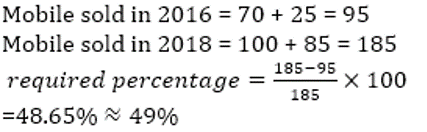 Mobile sold in 2016 = 70 + 25 = 95
Mobile sold in 2018 = 100 + 85 = 185
required percentage = (185−95)/185 × 100
=48.65% ≈ 49%